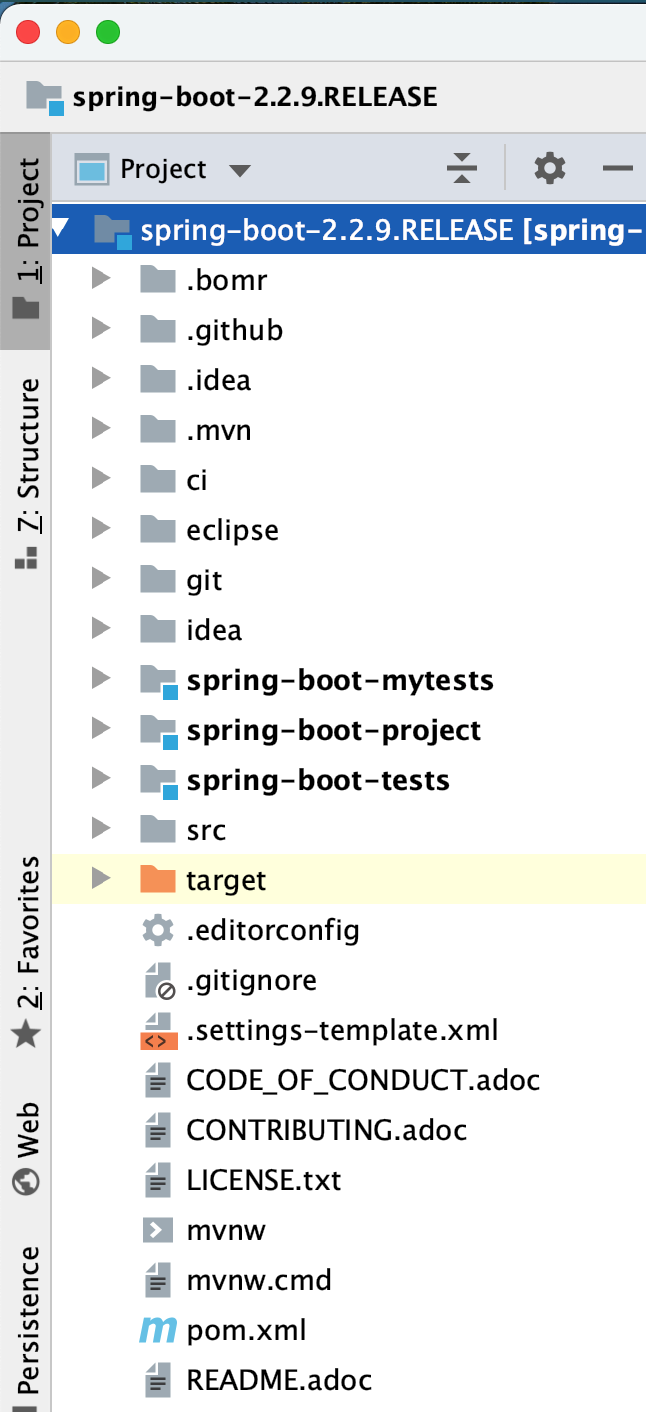 spring-boot-2.2.9.RELEASE
Project
spring-boot-2.2.9.RELEASE [spring-
.bomr
.github
.idea
.mvn
ci
eclipse
git
idea
spring-boot-mytests
spring-boot-project
spring-boot-tests
src
target
.editorconfig
.gitignore
.settings-template.xml
CODE_OF_CONDUCT.adoc
CONTRIBUTING.adoc
LICENSE.txt
mvnw
mvnw.cmd
pom.xml
README.adoc
1: Project
7: Structure
2: Favorites
Web
Persistence